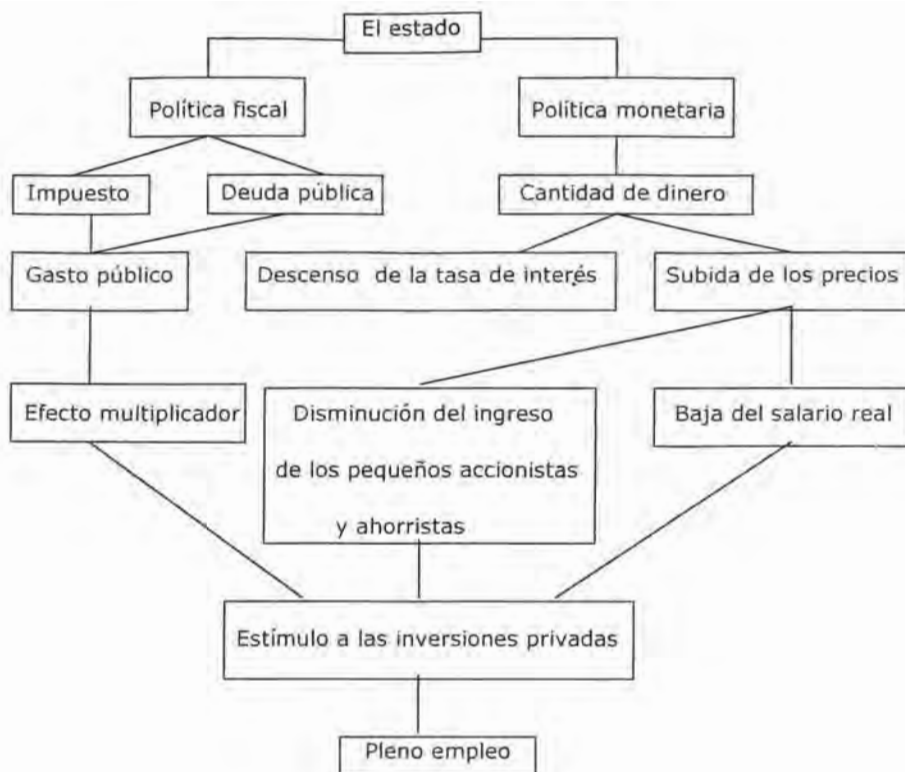 El estado
Política fiscal
Política monetaria
Impuesto
Deuda pública
Cantidad de dinero
Gasto público
Descenso de la tasa de interés
Subida de los precios
Efecto multiplicador
Disminución del ingreso
de los pequeños accionistas
y ahorristas
Baja del salario real
Estímulo a las inversiones privadas
Pleno empleo